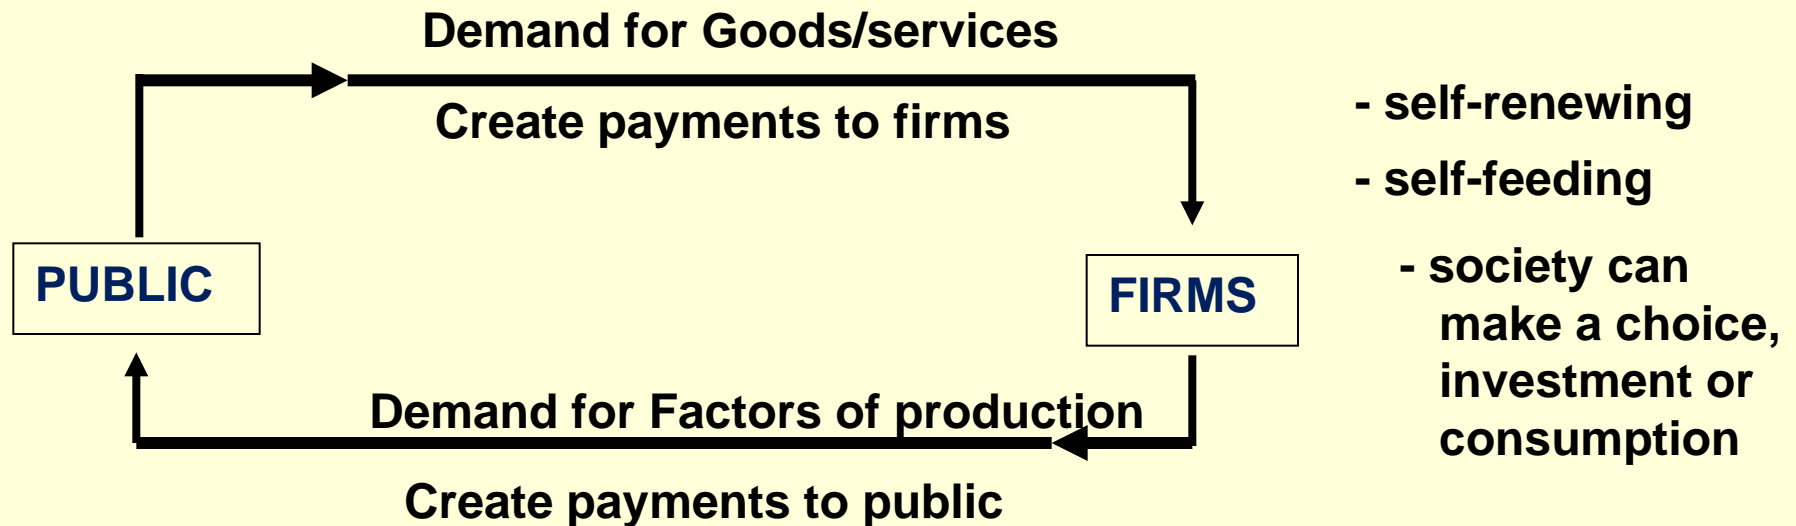 Demand for Goods/services
Create payments to firms
PUBLIC
FIRMS
Demand for Factors of production
Create payments to public
- self-renewing
- self-feeding
- society can
make a choice,
investment or
consumption